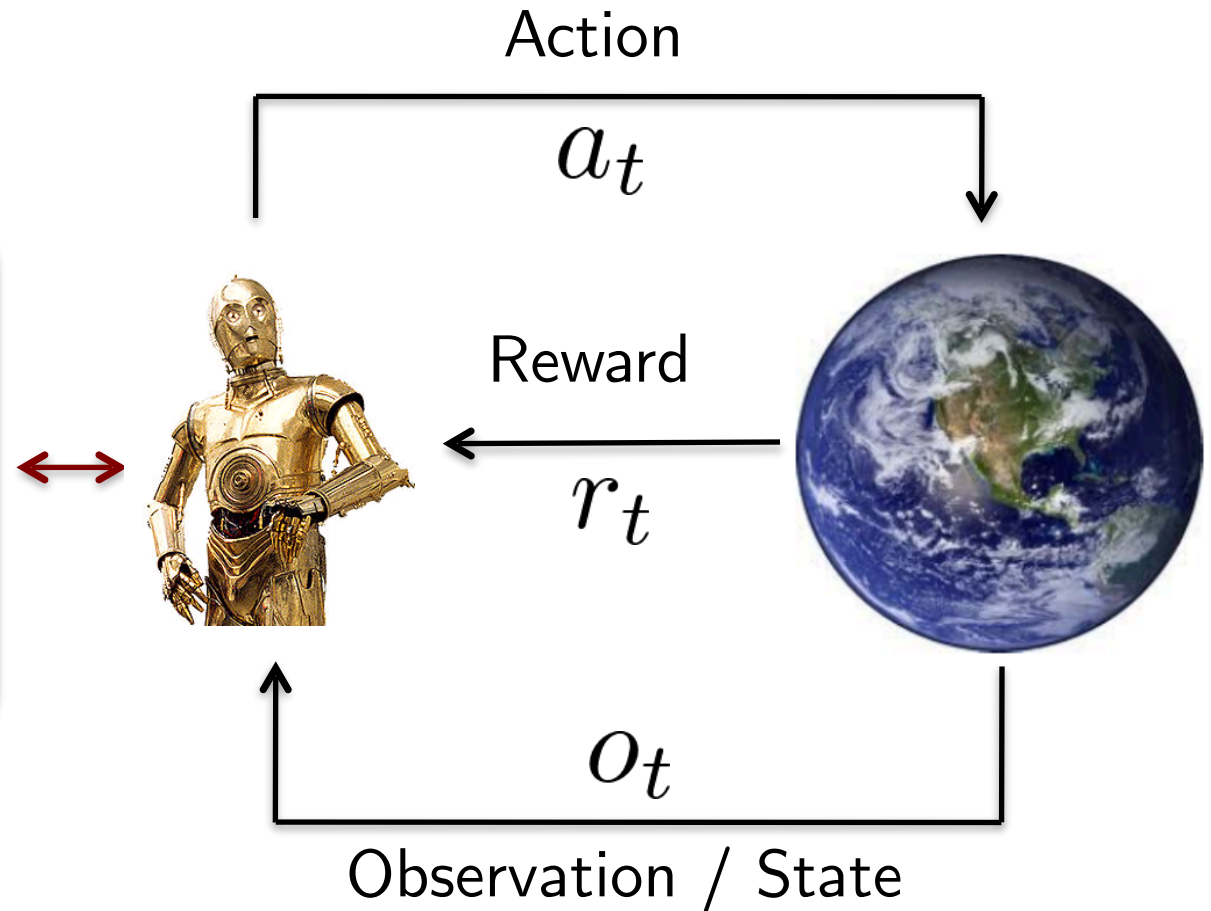 Action
a_t
Reward
r_t
o_t
Observation / State